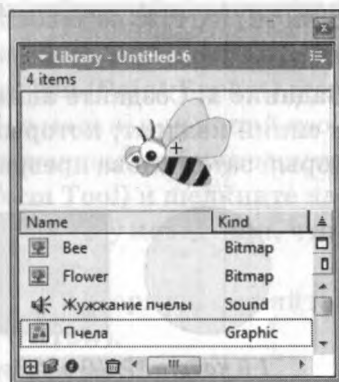 Library - Untitled-6
4 items
Name Kind
Bee Bitmap
Flower Bitmap
Жужжание пчелы Sound
Пчела Graphic